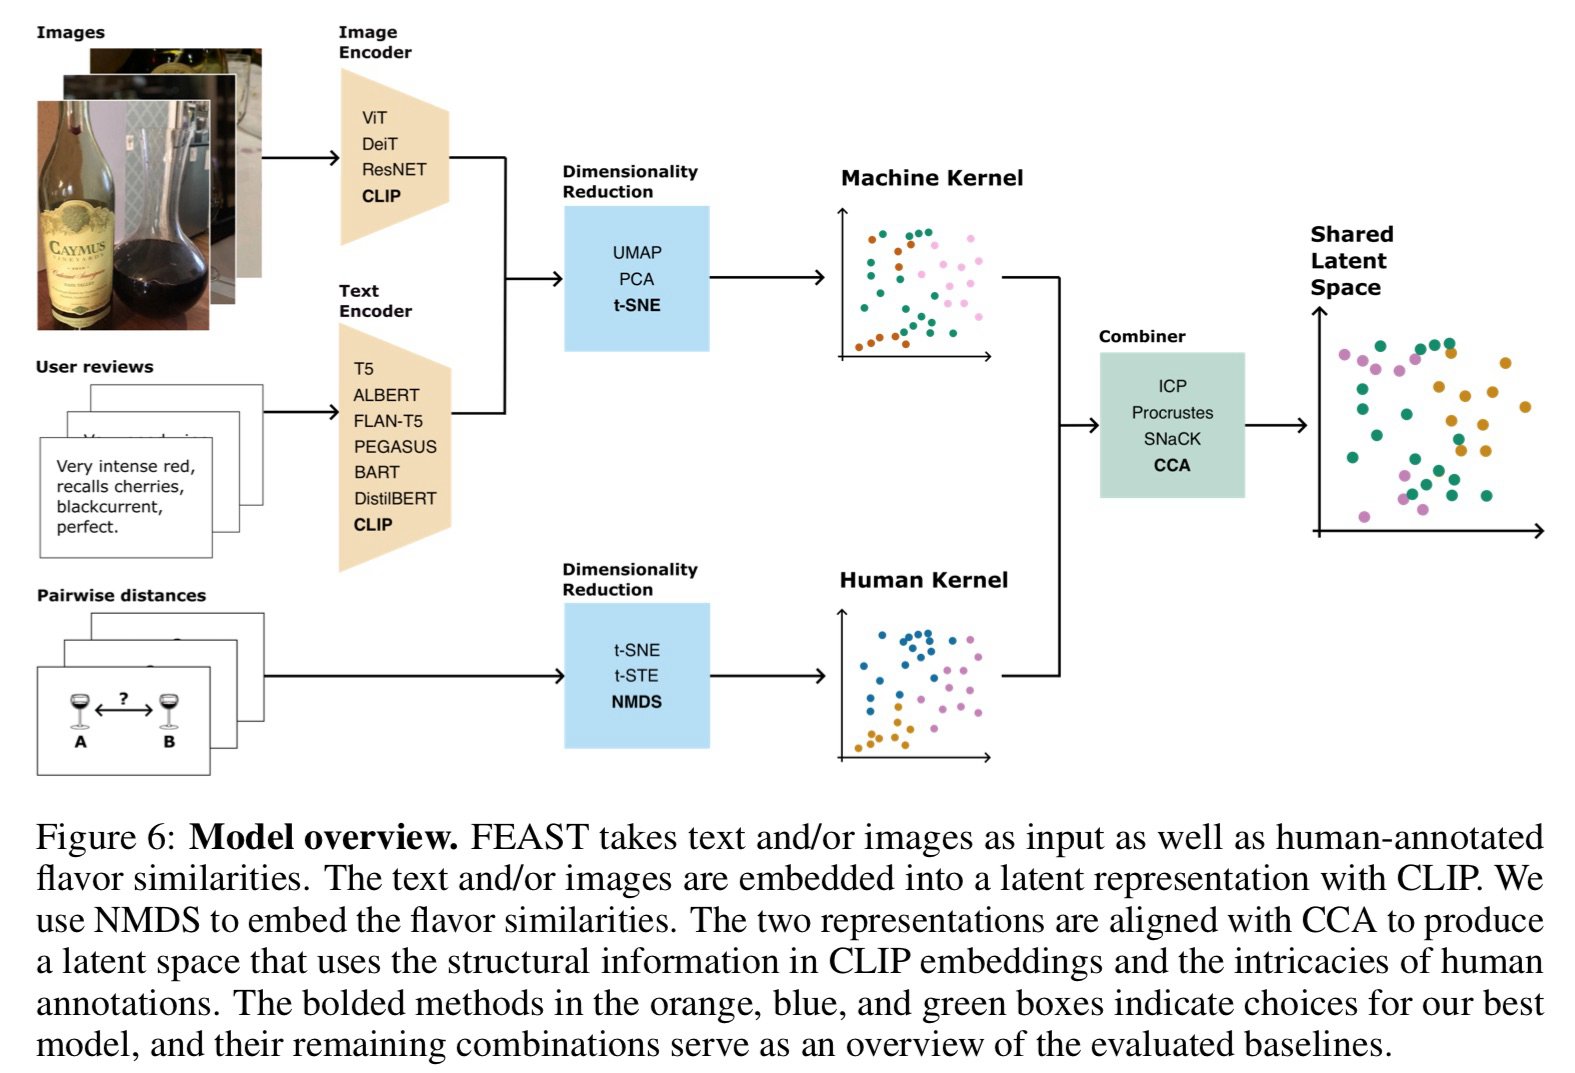 Images
Image
Encoder
ViT
DeiT
ResNET
CLIP
CAYMUS
VINEYARDS
Cabernet Sauvignon
User reviews
Very intense red,
recalls cherries,
blackcurrent,
perfect.
Text
Encoder
T5
ALBERT
FLAN-T5
PEGASUS
BART
DistilBERT
CLIP
Dimensionality
Reduction
UMAP
PCA
t-SNE
Machine Kernel
Pairwise distances
?
A
B
Dimensionality
Reduction
t-SNE
t-STE
NMDS
Human Kernel
Combiner
ICP
Procrustes
SNaCK
CCA
Shared
Latent
Space
Figure 6: Model overview. FEAST takes text and/or images as input as well as human-annotated
flavor similarities. The text and/or images are embedded into a latent representation with CLIP. We
use NMDS to embed the flavor similarities. The two representations are aligned with CCA to produce
a latent space that uses the structural information in CLIP embeddings and the intricacies of human
annotations. The bolded methods in the orange, blue, and green boxes indicate choices for our best
model, and their remaining combinations serve as an overview of the evaluated baselines.